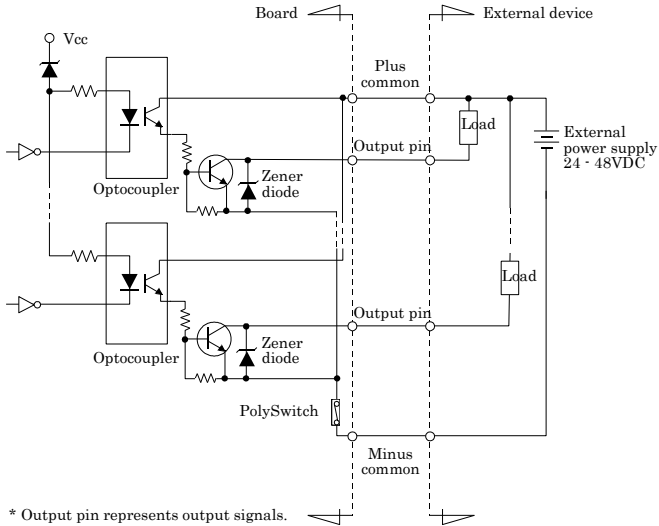 Board
External device
Vcc
Plus
common
Load
External
power supply
24 - 48VDC
Output pin
Optocoupler
Zener
diode
Load
Output pin
Optocoupler
Zener
diode
PolySwitch
Minus
common
* Output pin represents output signals.